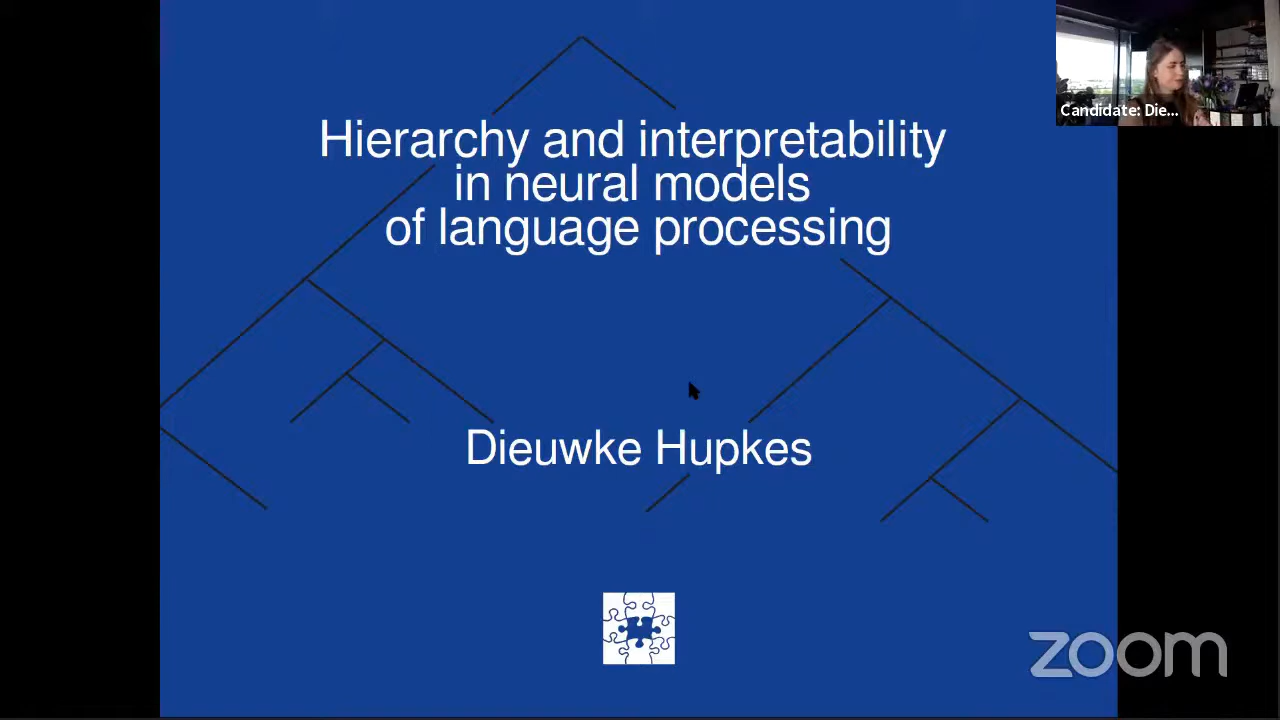 Candidate: Die...
Hierarchy and interpretability
in neural models
of language processing
Dieuwke Hupkes
zoom